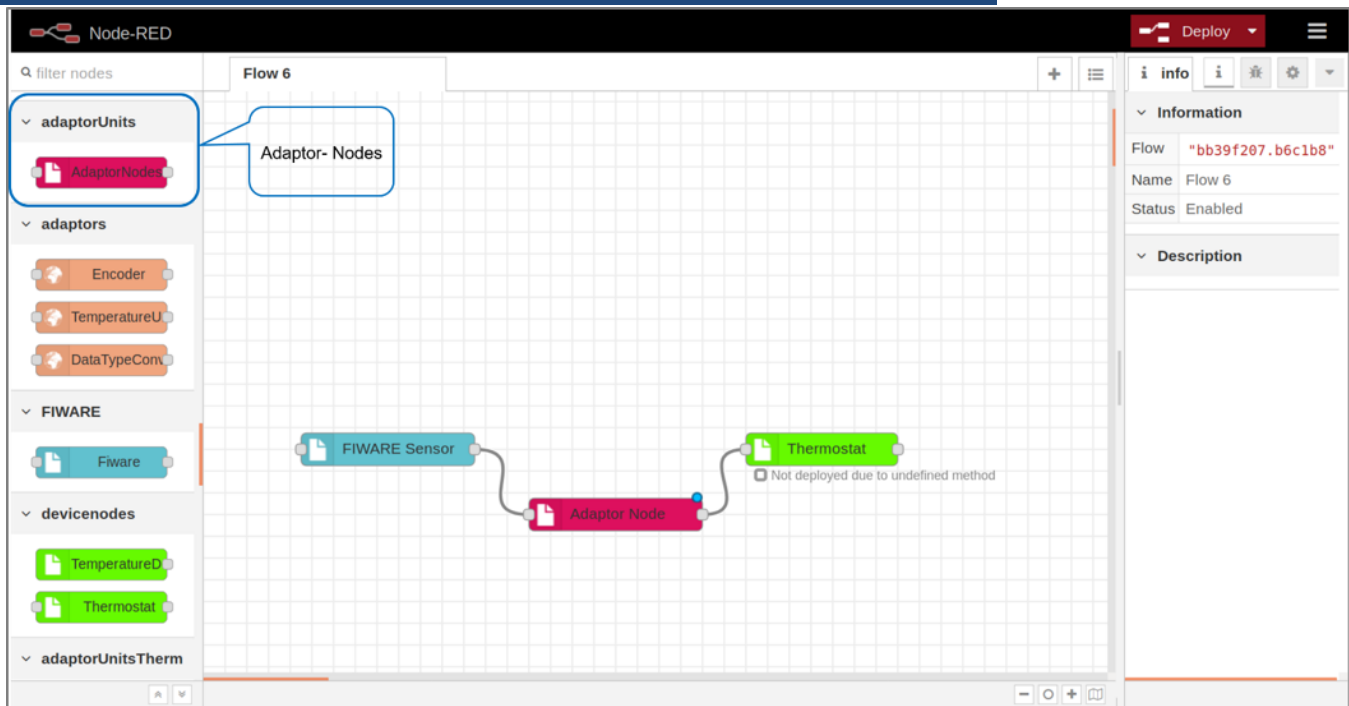 Node-RED
Deploy
filter nodes
Flow 6
info
i
adaptorUnits
AdaptorNodes
Adaptor- Nodes
adaptors
Encoder
TemperatureU
DataTypeConv
FIWARE
Fiware
devicenodes
TemperatureD
Thermostat
adaptorUnitsTherm
FIWARE Sensor
Adaptor Node
Thermostat
Not deployed due to undefined method
Information
Flow "bb39f207.b6c1b8"
Name Flow 6
Status Enabled
Description